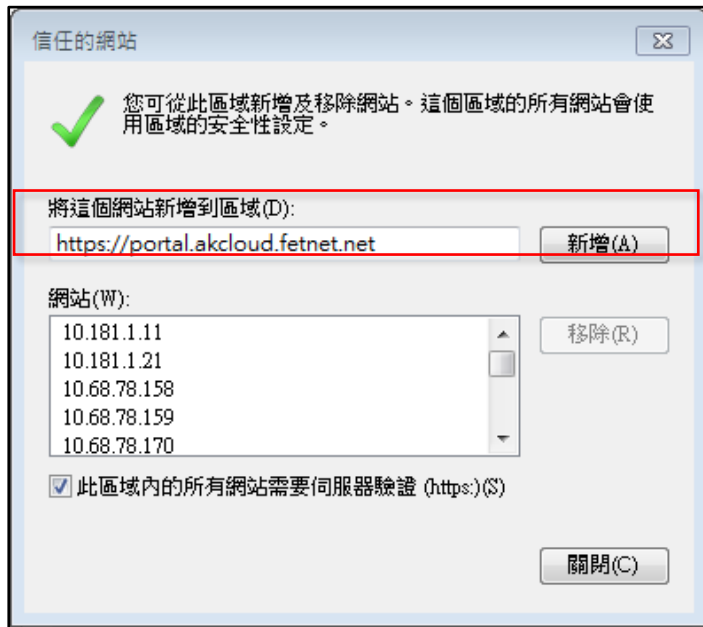 信任的網站
您可從此區域新增及移除網站。這個區域的所有網站會使
用區域的安全性設定。
將這個網站新增到區域(D):
https://portal.akcloud.fetnet.net
新增(A)
網站(W):
10.181.1.11
移除(R)
10.181.1.21
10.68.78.158
10.68.78.159
10.68.78.170
此區域內的所有網站需要伺服器驗證 (https:)(S)
關閉(C)